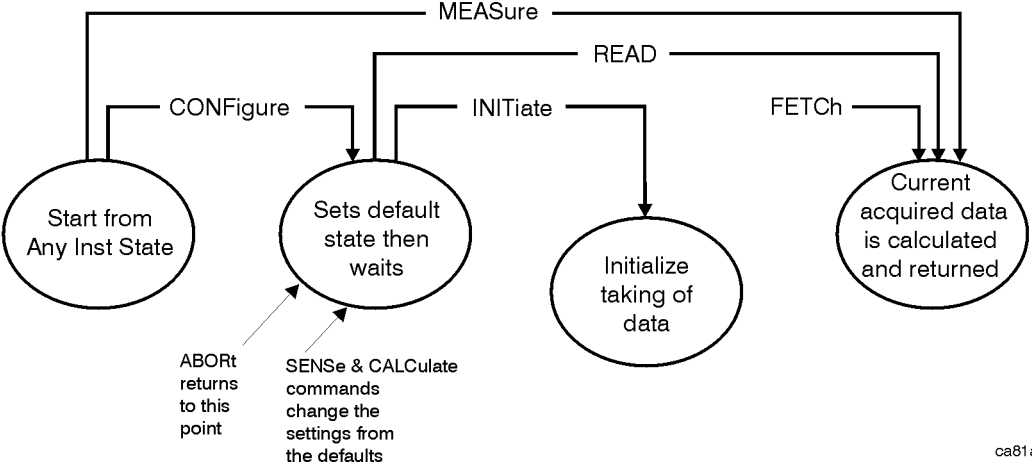 MEASure
READ
CONFigure
INITiate
FETCh
Start from
Any Inst State
Sets default
state then
waits
Initialize
taking of
data
Current
acquired data
is calculated
and returned
ABORt
returns
to this
point
SENSe & CALCulate
commands
change the
settings from
the defaults